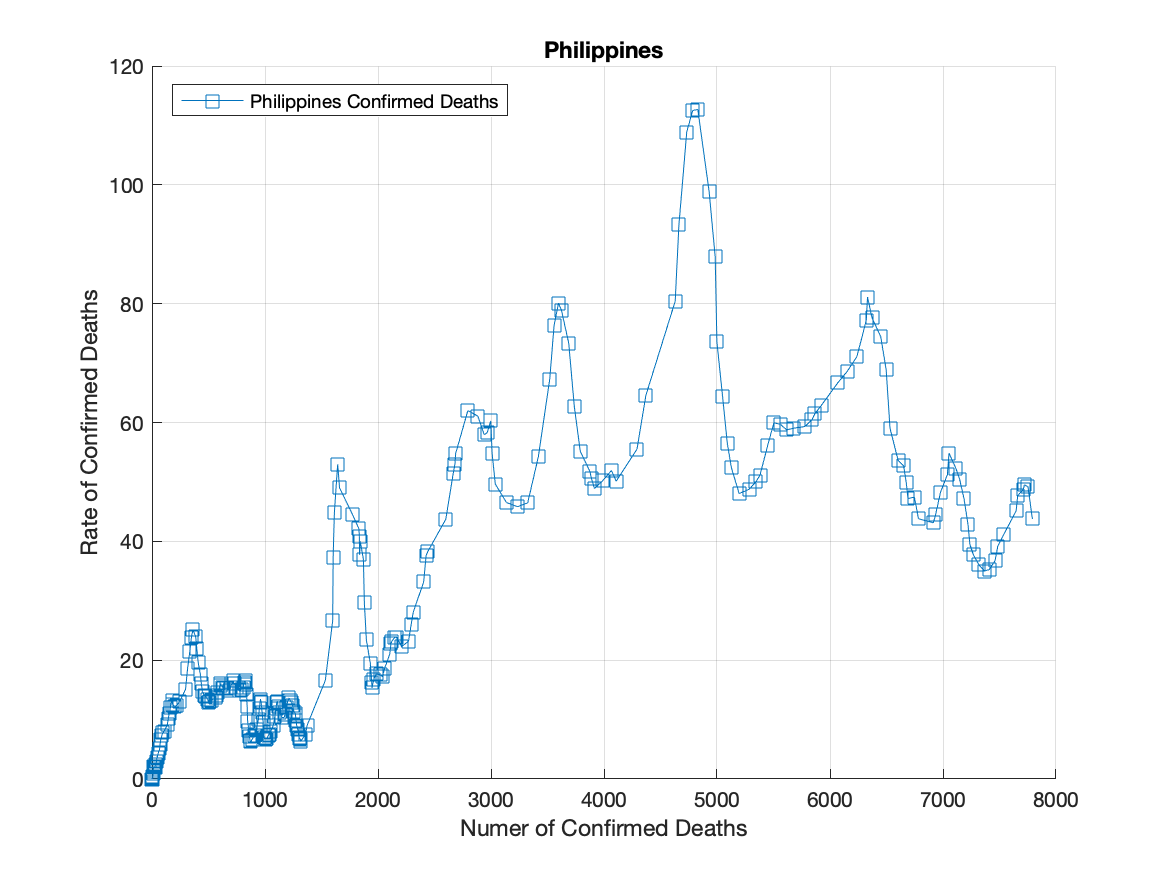 Philippines
Philippines Confirmed Deaths
120
100
80
60
40
20
0
Rate of Confirmed Deaths
0 1000 2000 3000 4000 5000 6000 7000 8000
Numer of Confirmed Deaths